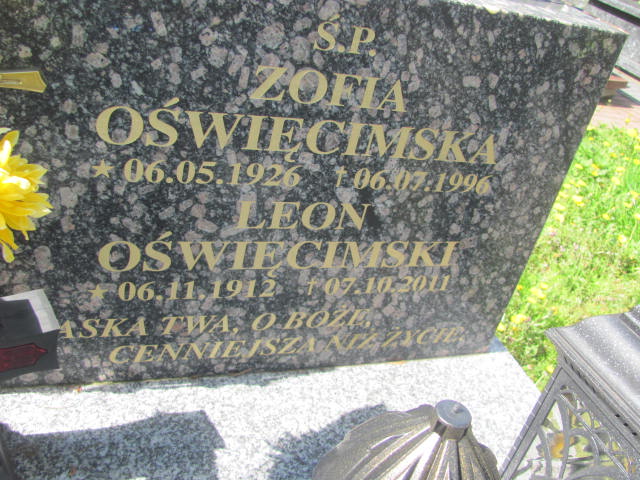 Ś.P.
ZOFIA
OŚWIĘCIMSKA
★ 06.05.1926 † 06.07.1996
LEON
OŚWIĘCIMSKI
★ 06.11.1912 † 07.10.2011
ASKA TWA, O BOŻE,
CENNIEJSZA NIŻ ŻYCIE,